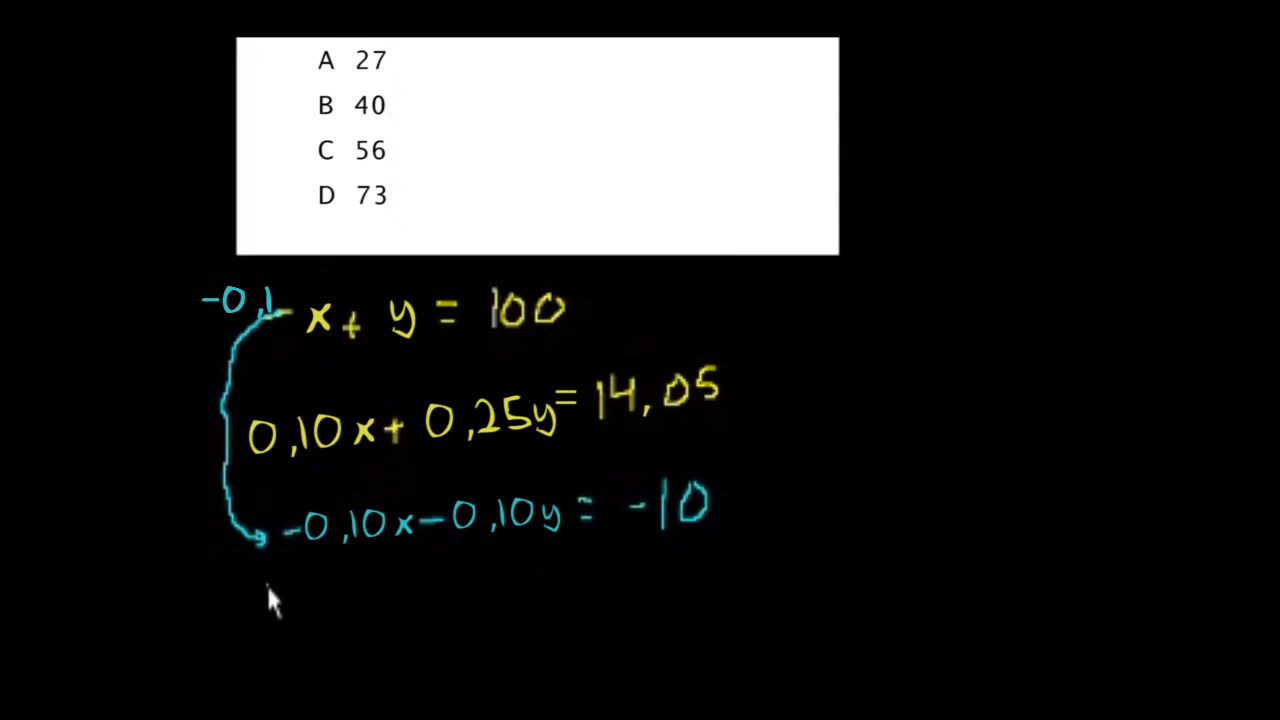 A 27
B 40
C 56
D 73
-0,1 x + y = 100
0,10x + 0,25y = 14,05
-0,10x - 0,10y = -10